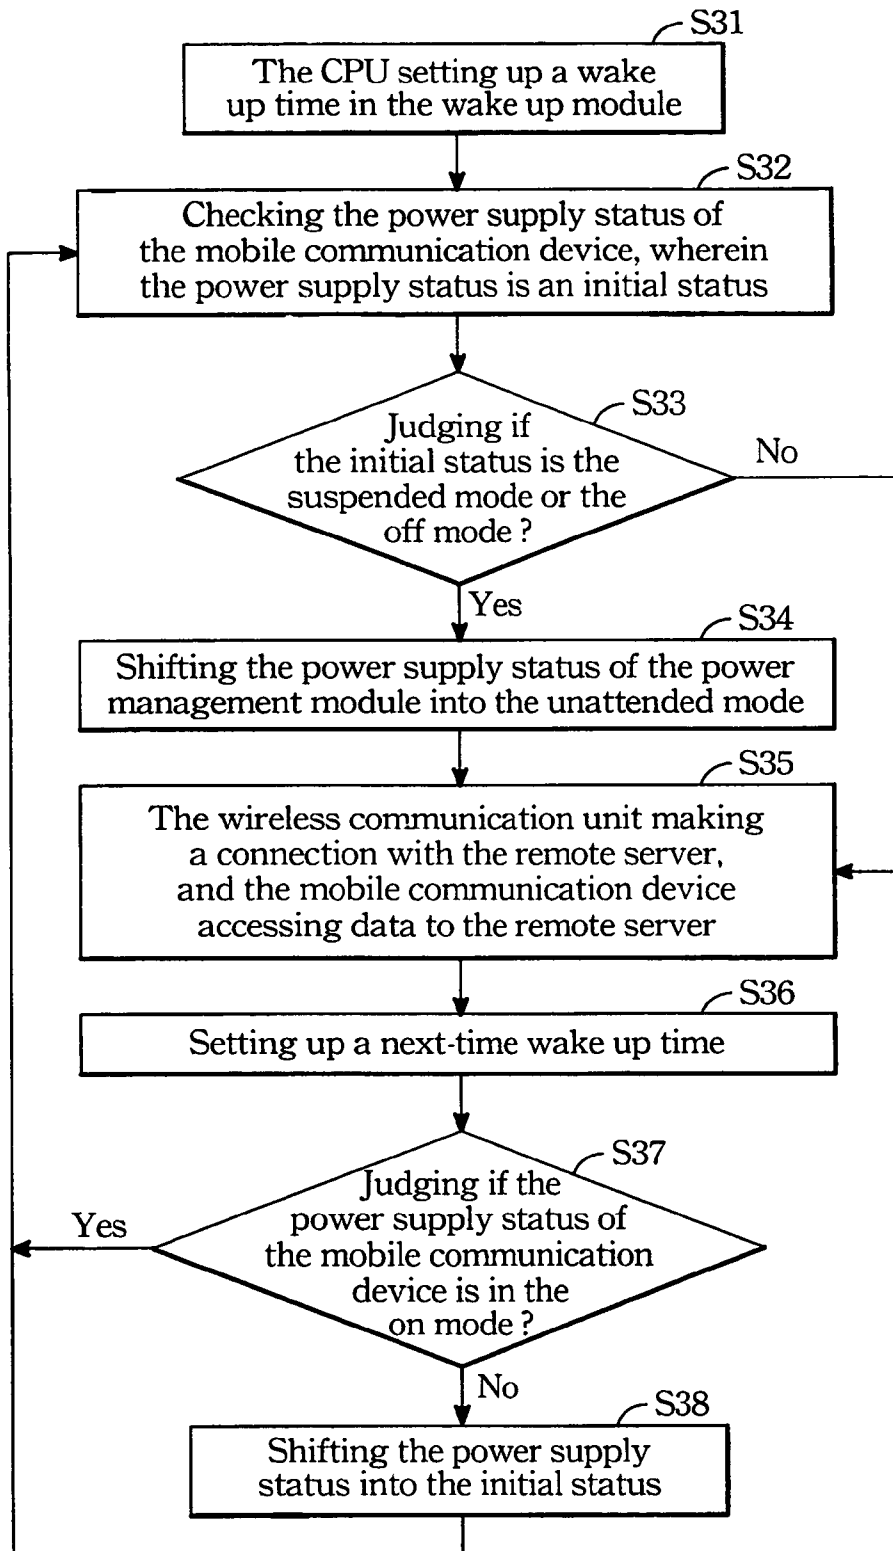 S31
The CPU setting up a wake
up time in the wake up module
S32
Checking the power supply status of
the mobile communication device, wherein
the power supply status is an initial status
S33
Judging if
the initial status is the
suspended mode or the
off mode ?
No
Yes
S34
Shifting the power supply status of the power
management module into the unattended mode
S35
The wireless communication unit making
a connection with the remote server,
and the mobile communication device
accessing data to the remote server
S36
Setting up a next-time wake up time
S37
Judging if the
power supply status of
the mobile communication
device is in the
on mode ?
Yes
No
S38
Shifting the power supply
status into the initial status